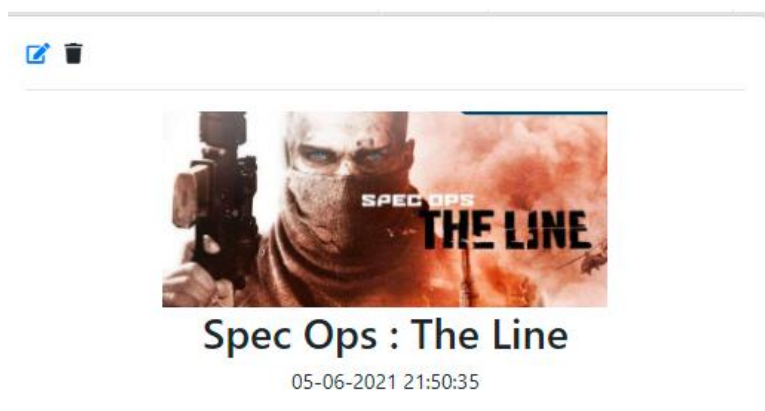 SPEC OPS
THE LINE
Spec Ops : The Line
05-06-2021 21:50:35